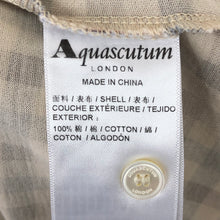 Aquascutum
LONDON
MADE IN CHINA
面料 / 表布 / SHELL / 表布 /
COUCHE EXTÉRIEURE / TEJIDO
EXTERIOR :
100% 棉 / 棉 / COTTON / 綿 /
COTON / ALGODÓN
LONDON